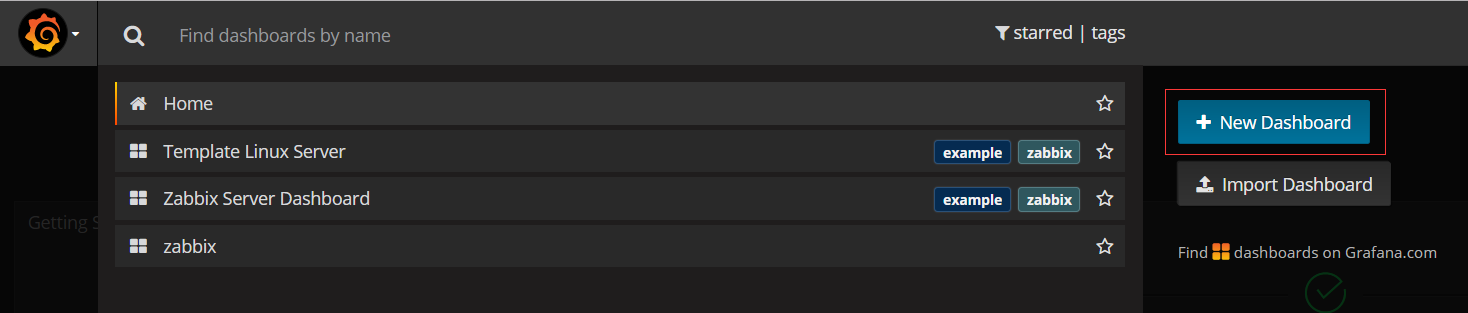 Find dashboards by name
starred | tags
Home
Template Linux Server example zabbix
Zabbix Server Dashboard example zabbix
zabbix
New Dashboard
Import Dashboard
Find dashboards on Grafana.com
Getting S